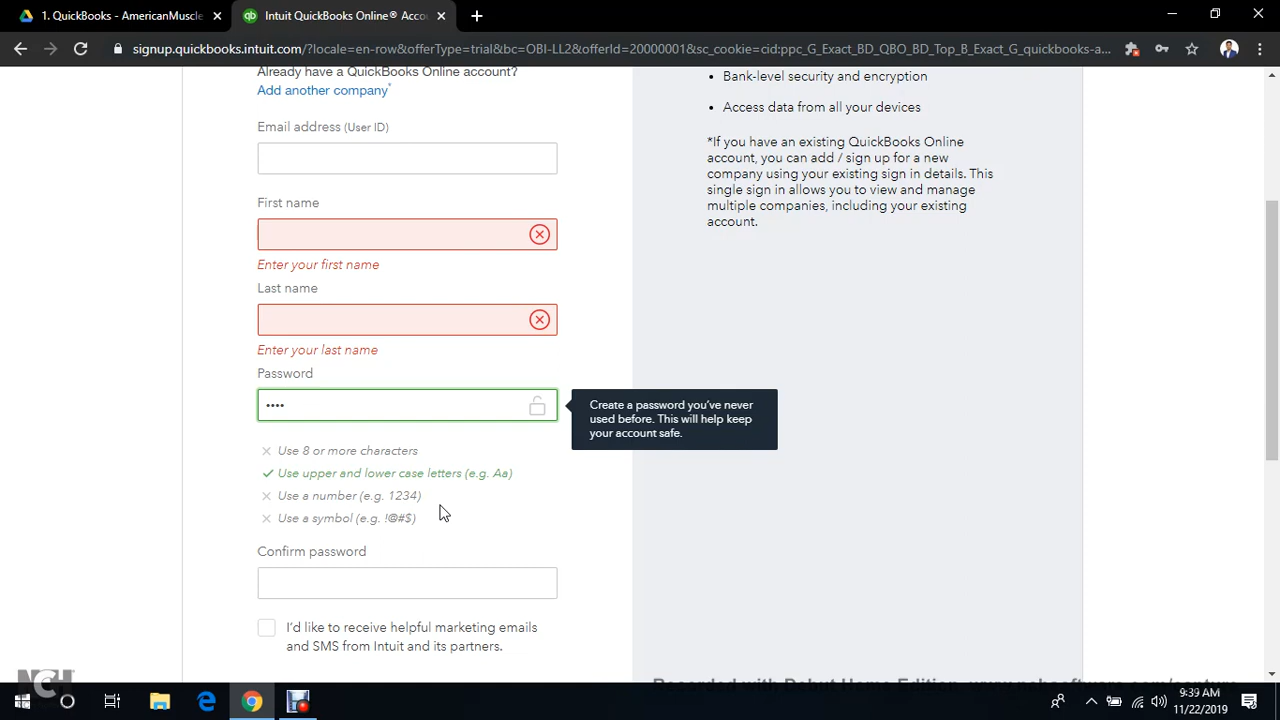 1. QuickBooks - AmericanMuscle
Intuit QuickBooks Online® Acco
signup.quickbooks.intuit.com/?locale=en-row&offerType=trial&bc=OBI-LL2&offerId=20000001&sc_cookie=cid:ppc_G_Exact_BD_QBO_BD_Top_B_Exact_G_quickbooks-a...
Already have a QuickBooks Online account?
Add another company*
Email address (User ID)
First name
Enter your first name
Last name
Enter your last name
Password
••••
Use 8 or more characters
Use upper and lower case letters (e.g. Aa)
Use a number (e.g. 1234)
Use a symbol (e.g. !@#$)
Confirm password
I'd like to receive helpful marketing emails
and SMS from Intuit and its partners.
• Bank-level security and encryption
• Access data from all your devices
*If you have an existing QuickBooks Online
account, you can add / sign up for a new
company using your existing sign in details. This
single sign in allows you to view and manage
multiple companies, including your existing
account.
Create a password you've never
used before. This will help keep
your account safe.
NCH
Recorded with Debut Home Edition
9:39 AM
11/22/2019